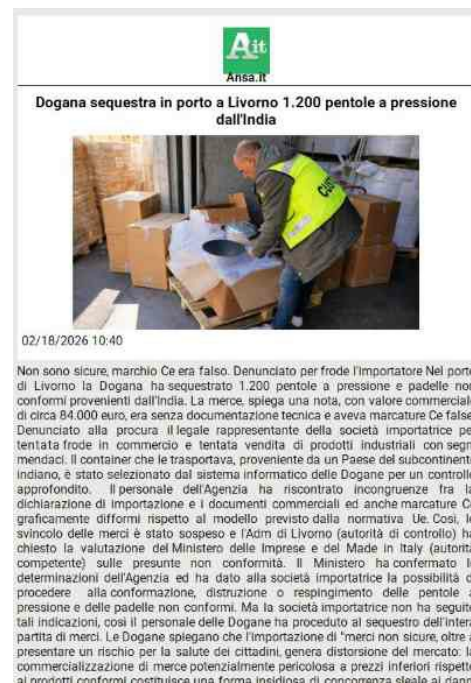 Ait
Ansa.it
Dogana sequestra in porto a Livorno 1.200 pentole a pressione
dall'India
CUST
02/18/2026 10:40
Non sono sicure, marchio Ce era falso. Denunciato per frode l'importatore Nel porto
di Livorno la Dogana ha sequestrato 1.200 pentole a pressione e padelle non
conformi provenienti dall'India. La merce, spiega una nota, con valore commerciale
di circa 84.000 euro, era senza documentazione tecnica e aveva marcature Ce false.
Denunciato alla procura il legale rappresentante della società importatrice per
tentata frode in commercio e tentata vendita di prodotti industriali con segni
mendaci. Il container che le trasportava, proveniente da un Paese del subcontinente
indiano, è stato selezionato dal sistema informatico delle Dogane per un controllo
approfondito. Il personale dell'Agenzia ha riscontrato incongruenze fra la
dichiarazione di importazione e i documenti commerciali ed anche marcature Ce
graficamente difformi rispetto al modello previsto dalla normativa Ue. Così, lo
svincolo delle merci è stato sospeso e l'Adm di Livorno (autorità di controllo) ha
chiesto la valutazione del Ministero delle Imprese e del Made in Italy (autorità
competente) sulle presunte non conformità. Il Ministero ha confermato le
determinazioni dell'Agenzia ed ha dato alla società importatrice la possibilità di
procedere alla conformazione, distruzione o respingimento delle pentole a
pressione e delle padelle non conformi. Ma la società importatrice non ha seguito
tali indicazioni, così il personale delle Dogane ha proceduto al sequestro dell'intera
partita di merci. Le Dogane spiegano che l'importazione di "merci non sicure, oltre a
presentare un rischio per la salute dei cittadini, genera distorsione del mercato: la
commercializzazione di merce potenzialmente pericolosa a prezzi inferiori rispetto
ai prodotti conformi costituisce una forma insidiosa di concorrenza sleale ai danni